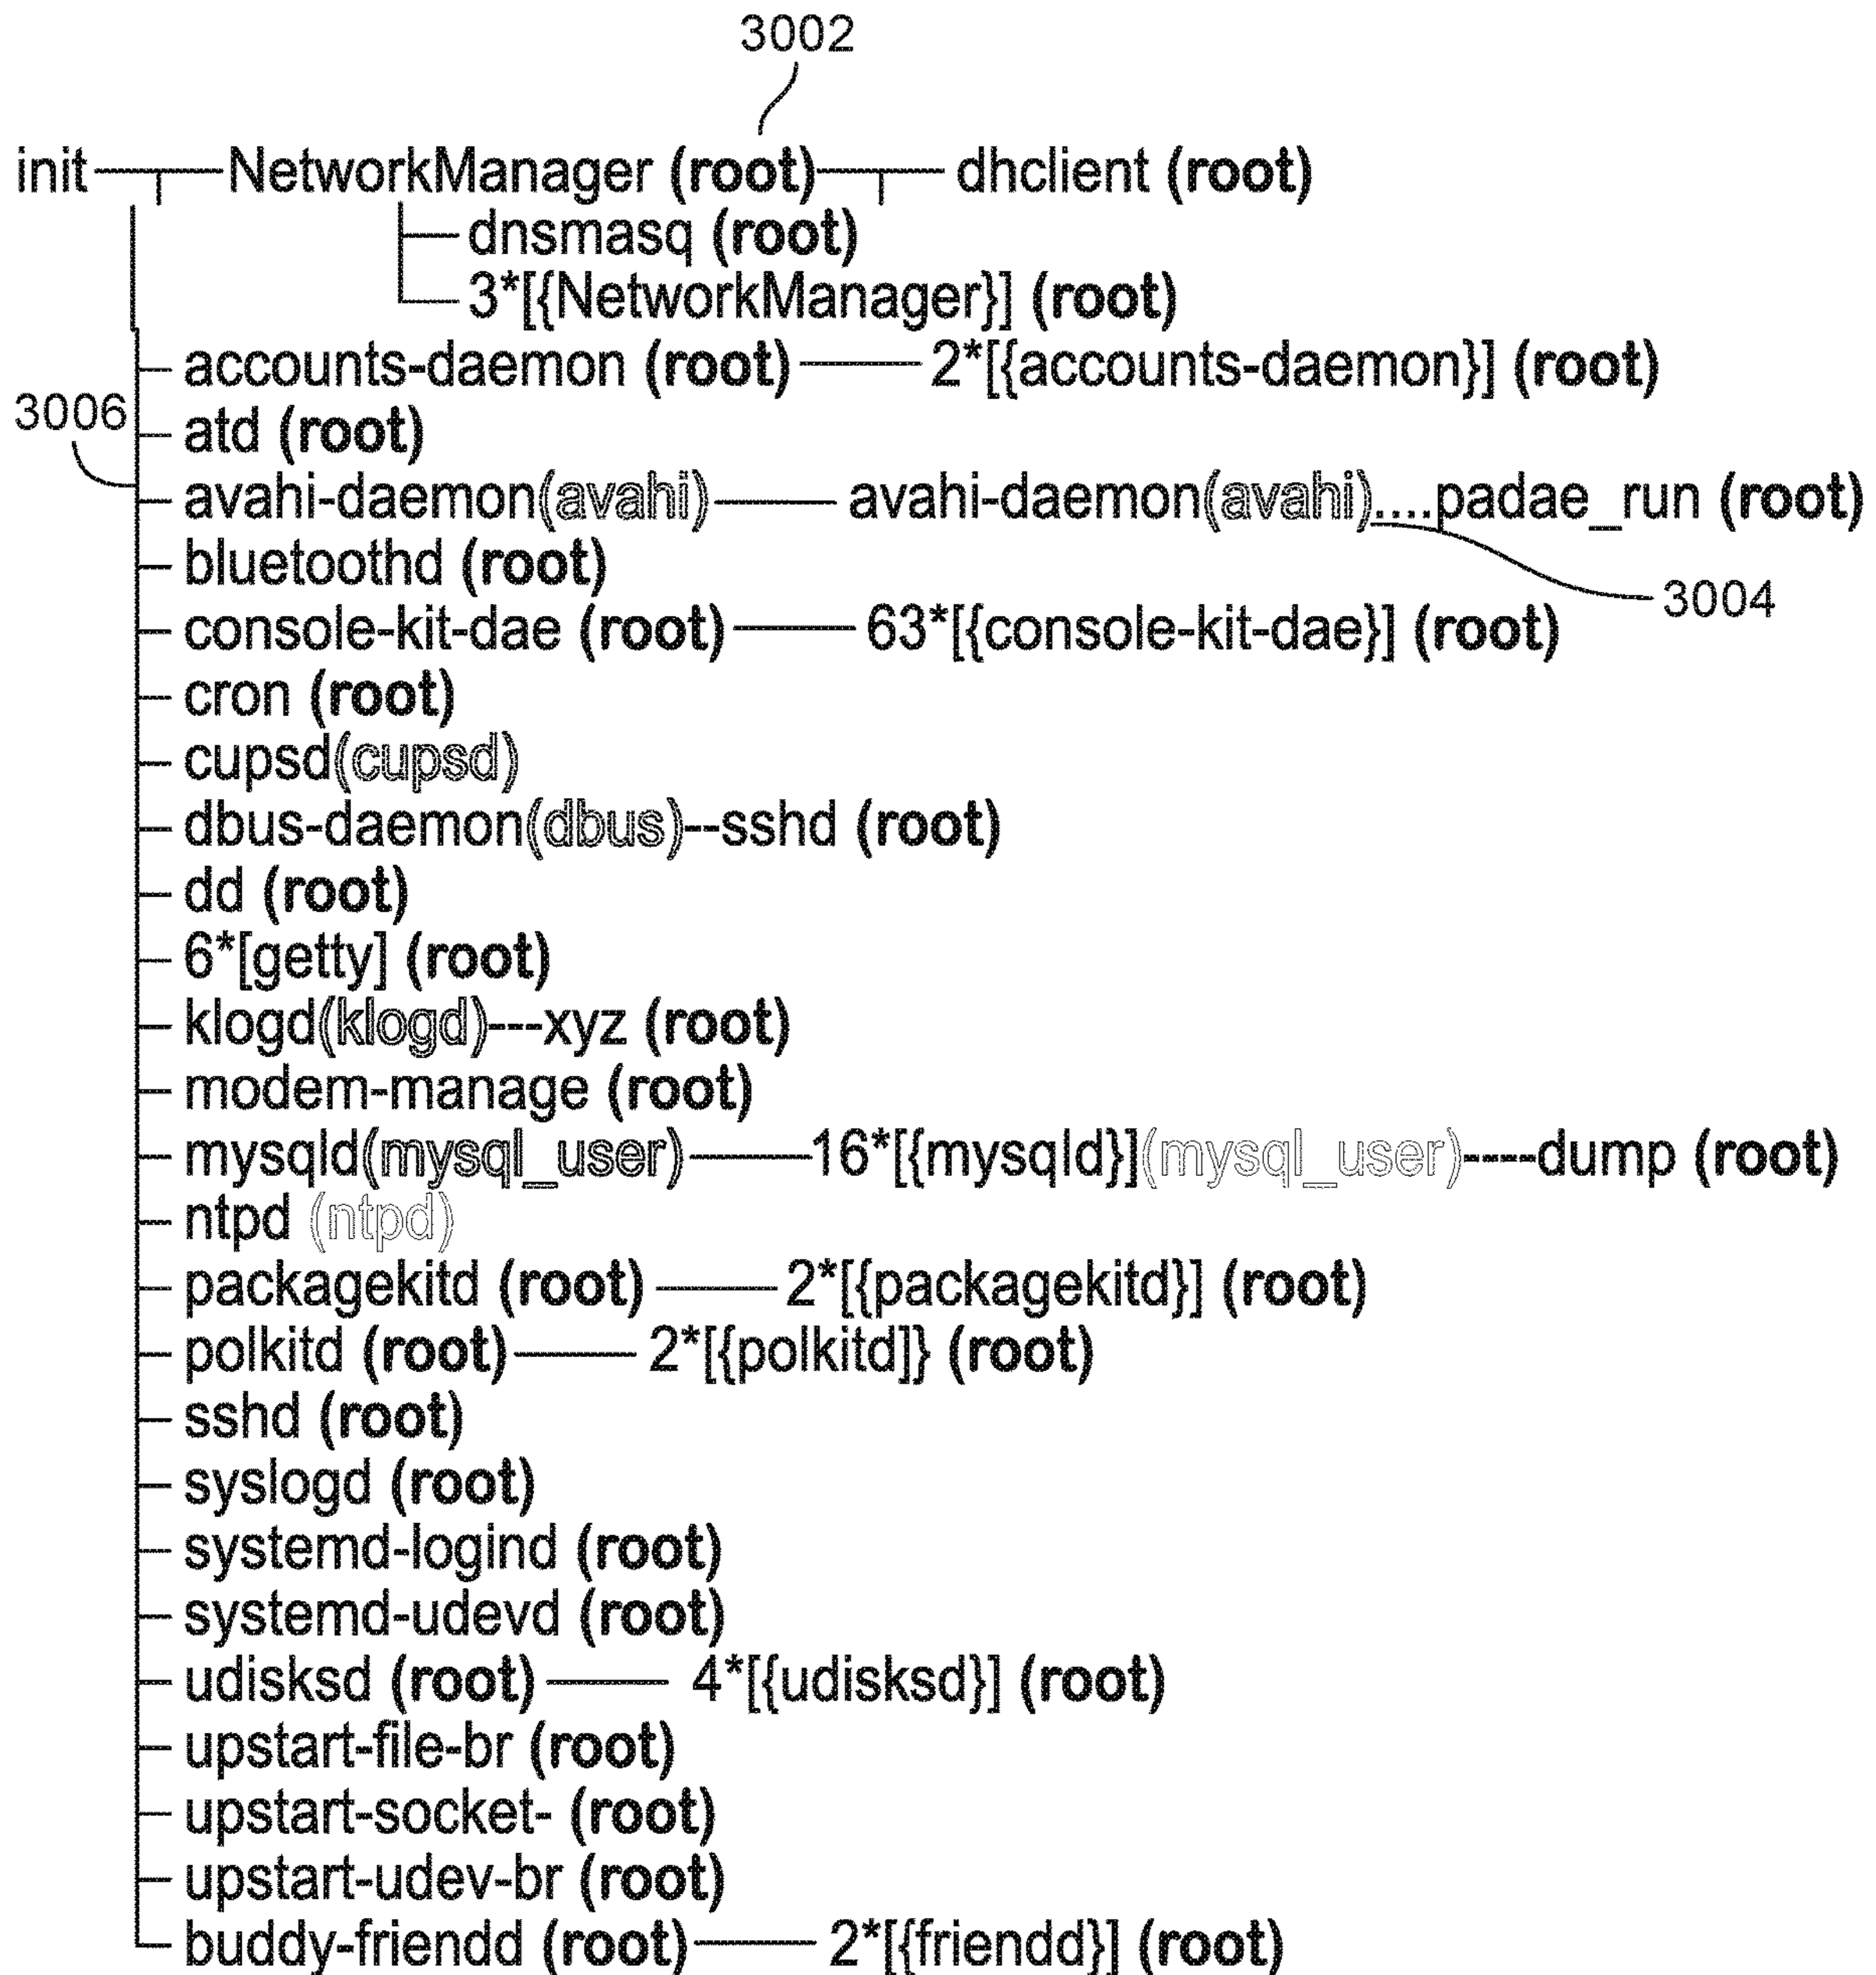 3002
init NetworkManager (root) dhclient (root)
dnsmasq (root)
3*[{NetworkManager}] (root)
accounts-daemon (root) 2*[{accounts-daemon}] (root)
3006
atd (root)
avahi-daemon(avahi) avahi-daemon(avahi)....padae_run (root)
bluetoothd (root)
3004
console-kit-dae (root) 63*[{console-kit-dae}] (root)
cron (root)
cupsd(cupsd)
dbus-daemon(dbus)--sshd (root)
dd (root)
6*[getty] (root)
klogd(klogd)---xyz (root)
modem-manage (root)
mysqld(mysql_user) 16*[{mysqld}](mysql_user)----dump (root)
ntpd (ntpd)
packagekitd (root) 2*[{packagekitd}] (root)
polkitd (root) 2*[{polkitd]} (root)
sshd (root)
syslogd (root)
systemd-logind (root)
systemd-udevd (root)
udisksd (root) 4*[{udisksd}] (root)
upstart-file-br (root)
upstart-socket- (root)
upstart-udev-br (root)
buddy-friendd (root) 2*[{friendd}] (root)